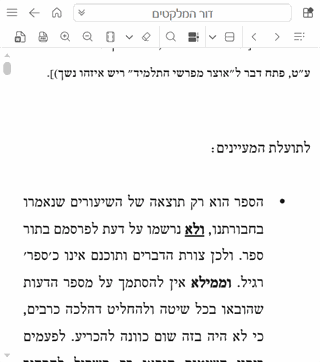 דור המלקטים
ע״ט, פתח דבר ל״אוצר מפרשי התלמיד״ ריש איזהו נשך)].
לתועלת המעיינים:
• הספר הוא רק תוצאה של השיעורים שנאמרו
בחבורתנו, ולא נרשמו על דעת לפרסמם בתור
ספר. ולכן צורת הדברים ותוכנם אינו כ׳ספר׳
רגיל. וממילא אין להסתמך על מספר הדעות
שהובאו בכל שיטה ולהחליט דהלכה כרבים,
כי לא היה בזה שום כוונה להכריע. לפעמים